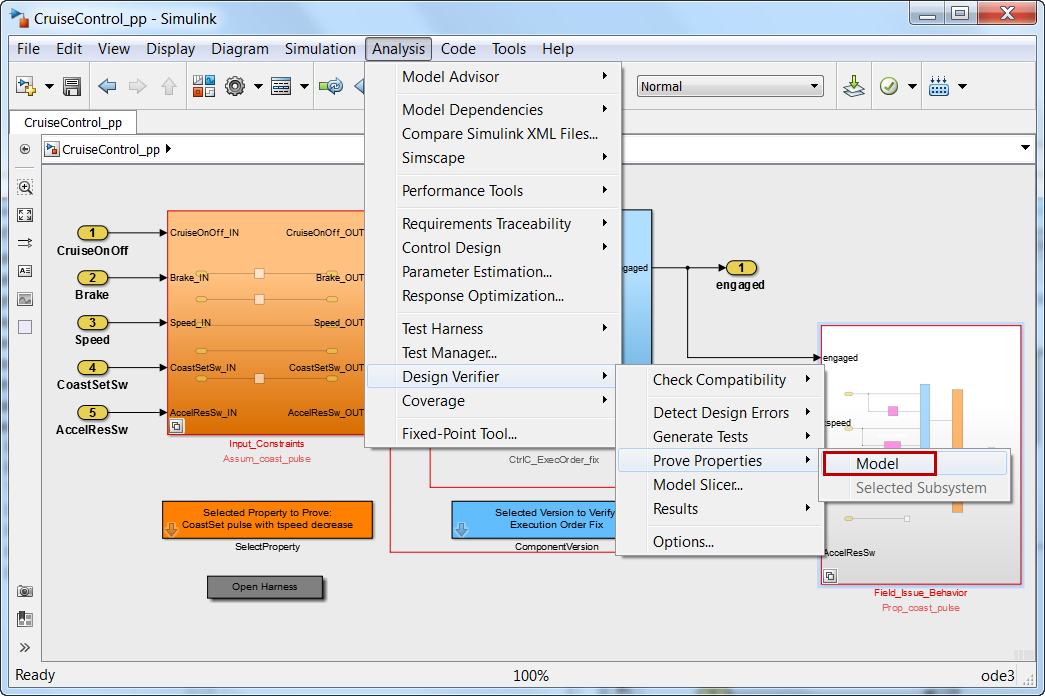 CruiseControl_pp - Simulink
File Edit View Display Diagram Simulation Analysis Code Tools Help
Normal
CruiseControl_pp
CruiseControl_pp
Model Advisor
Model Dependencies
Compare Simulink XML Files...
Simscape
Performance Tools
Requirements Traceability
Control Design
Parameter Estimation...
Response Optimization...
Test Harness
Test Manager...
Design Verifier
Coverage
Fixed-Point Tool...
Check Compatibility
Detect Design Errors
Generate Tests
Prove Properties
Model Slicer...
Results
Options...
Model
Selected Subsystem
1
CruiseOnOff
2
Brake
3
Speed
4
CoastSetSw
5
AccelResSw
CruiseOnOff_IN CruiseOnOff_OUT
Brake_IN Brake_OUT
Speed_IN Speed_OUT
CoastSetSw_IN CoastSetSw_OUT
AccelResSw_IN AccelResSw_OUT
Input_Constraints
Assum_coast_pulse
gaged
1
engaged
engaged
tspeed
AccelResSw
Field_Issue_Behavior
Prop_coast_pulse
CtrlC_ExecOrder_fix
Selected Property to Prove:
CoastSet pulse with tspeed decrease
SelectProperty
Selected Version to Verify
Execution Order Fix
ComponentVersion
Open Harness
Ready 100% ode3